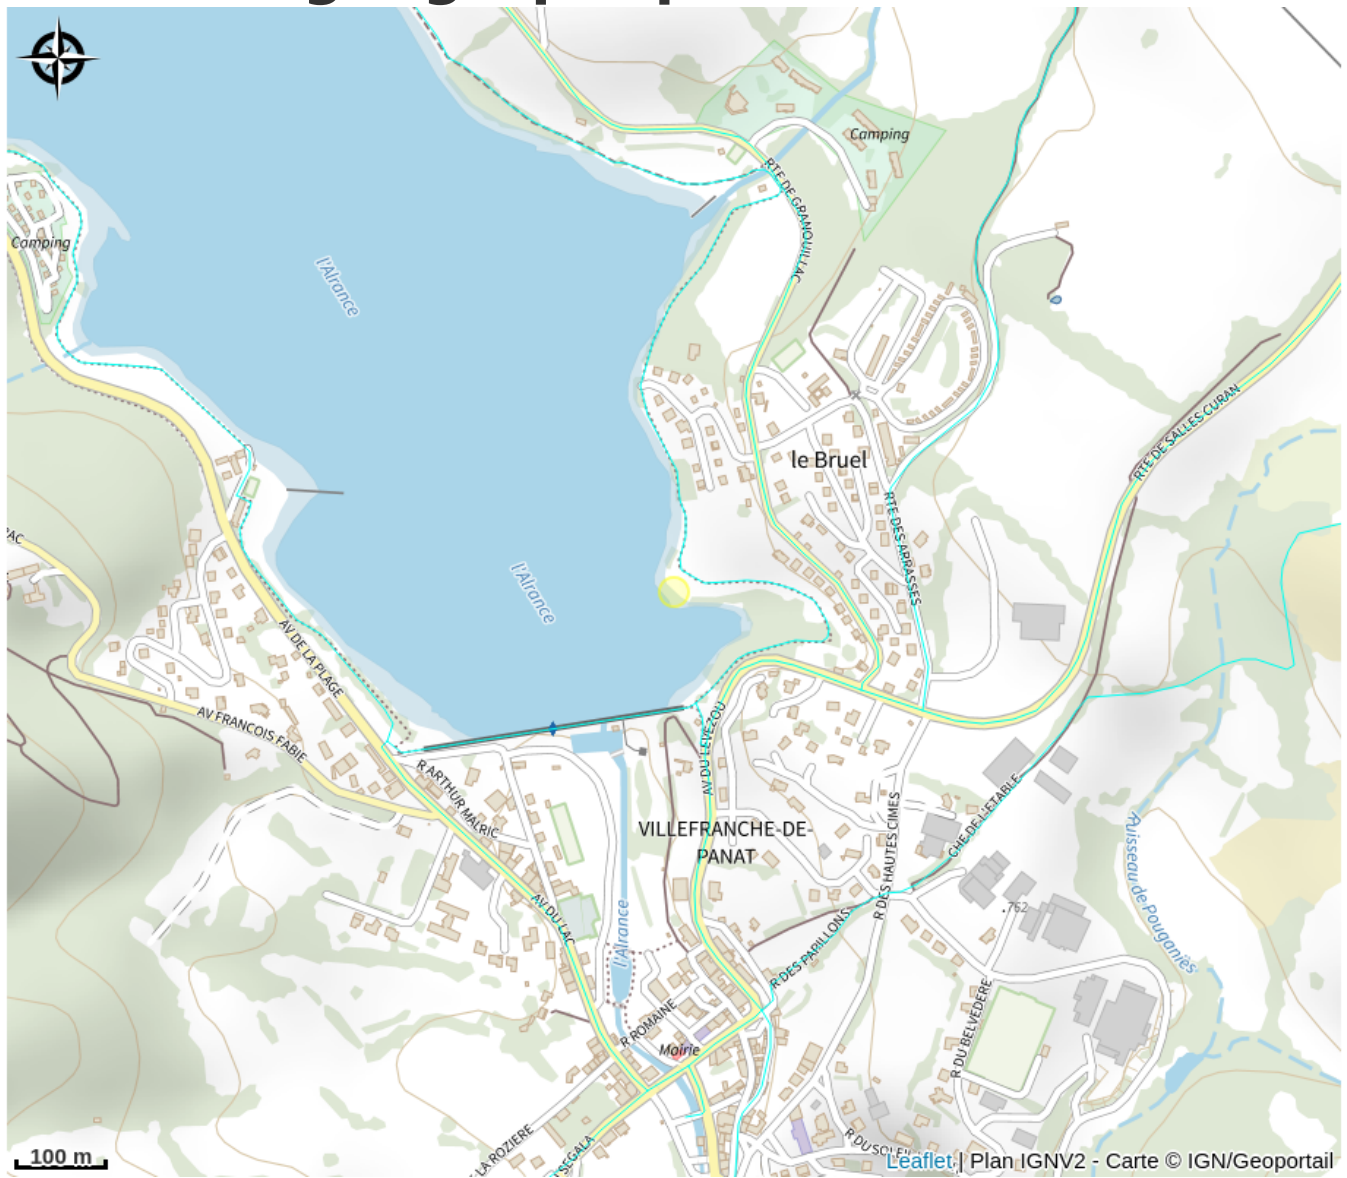 Camping
RTE DE GRANOUILLAC
Camping
l'Alrance
RTE DE SALLES CURAN
le Bruel
RTE DES ARRASSES
l'Alrance
AV DE LA PLAGE
AV FRANCOIS FABIE
AV DU LEVEZOU
R ARTHUR MALRIC
VILLEFRANCHE-DE-
PANAT
R DES HAUTES CIMES
CHE DE L'ETABLE
Ruisseau de Pouganiès
AV DU LAC
l'Alrance
.762
R DES PAPILLONS
R DU BELVEDERE
R ROMAINE
Mairie
LA ROZIERE
SEGALA
100 m
Leaflet | Plan IGNV2 - Carte © IGN/Geoportail